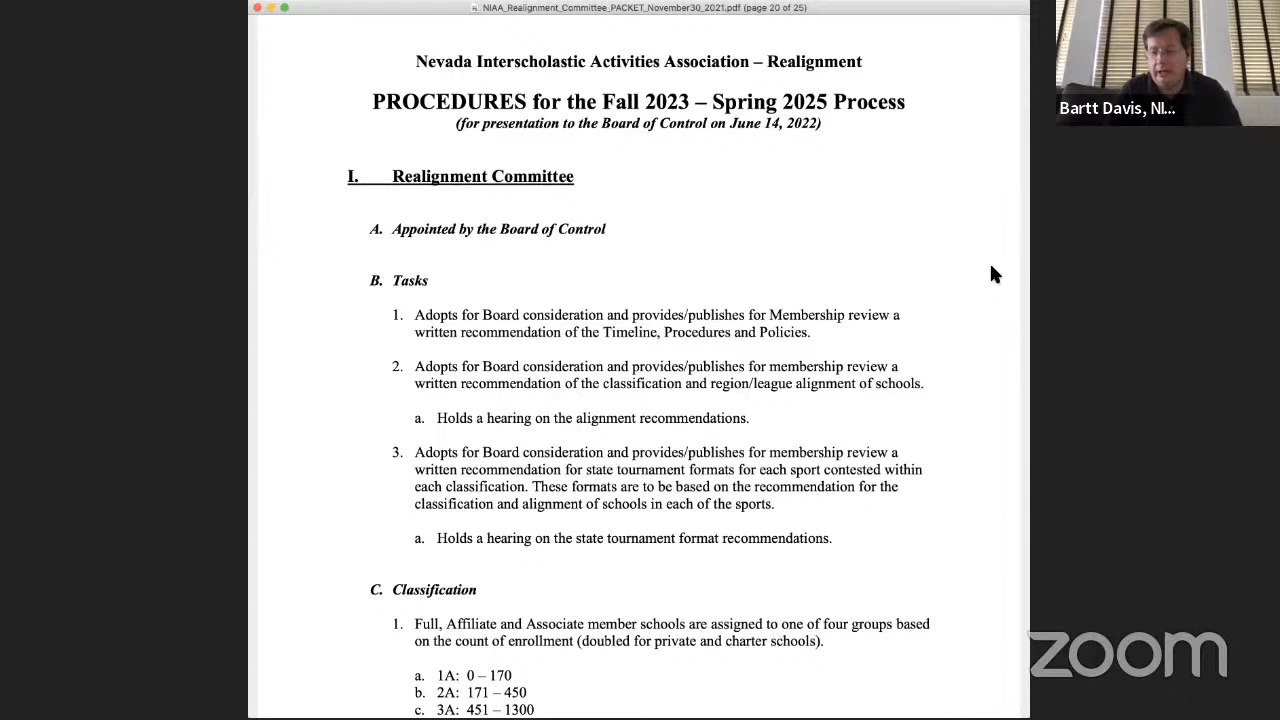 NIAA_Realignment_Committee_PACKET_November30_2021.pdf (page 20 of 25)
Nevada Interscholastic Activities Association – Realignment
PROCEDURES for the Fall 2023 – Spring 2025 Process
(for presentation to the Board of Control on June 14, 2022)
I. Realignment Committee
A. Appointed by the Board of Control
B. Tasks
1. Adopts for Board consideration and provides/publishes for Membership review a
written recommendation of the Timeline, Procedures and Policies.
2. Adopts for Board consideration and provides/publishes for membership review a
written recommendation of the classification and region/league alignment of schools.
a. Holds a hearing on the alignment recommendations.
3. Adopts for Board consideration and provides/publishes for membership review a
written recommendation for state tournament formats for each sport contested within
each classification. These formats are to be based on the recommendation for the
classification and alignment of schools in each of the sports.
a. Holds a hearing on the state tournament format recommendations.
C. Classification
1. Full, Affiliate and Associate member schools are assigned to one of four groups based
on the count of enrollment (doubled for private and charter schools).
a. 1A: 0 – 170
b. 2A: 171 – 450
c. 3A: 451 – 1300
Bartt Davis, NI...
zoom